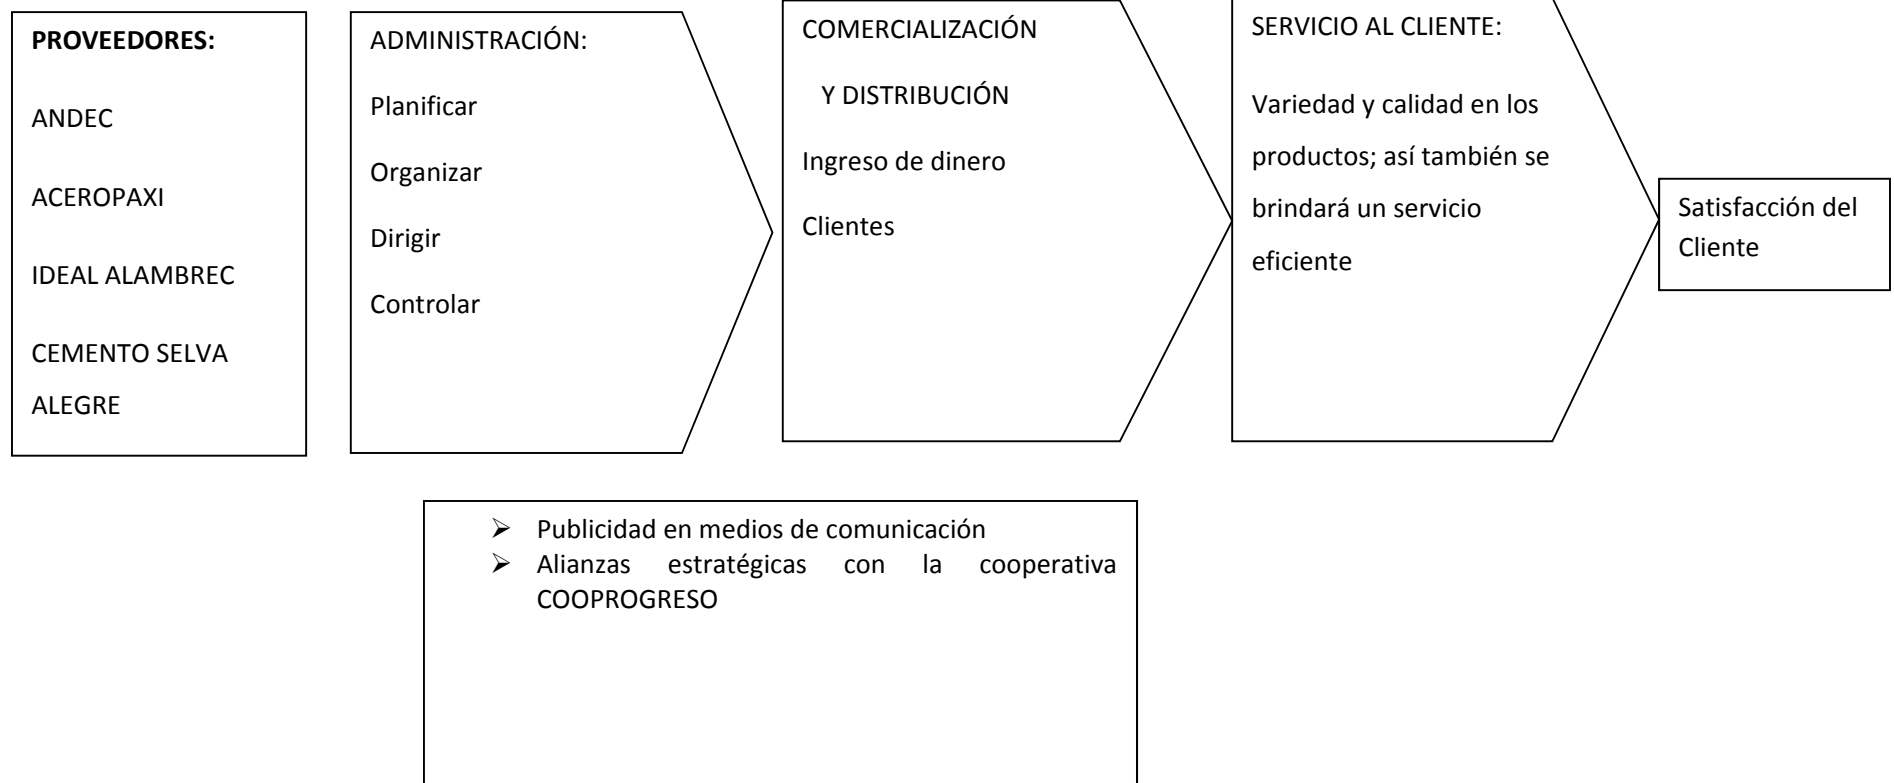 PROVEEDORES:
ANDEC
ACEROPAXI
IDEAL ALAMBREC
CEMENTO SELVA
ALEGRE
ADMINISTRACIÓN:
Planificar
Organizar
Dirigir
Controlar
COMERCIALIZACIÓN
Y DISTRIBUCIÓN
Ingreso de dinero
Clientes
SERVICIO AL CLIENTE:
Variedad y calidad en los
productos; así también se
brindará un servicio
eficiente
Satisfacción del
Cliente
➢ Publicidad en medios de comunicación
➢ Alianzas estratégicas con la cooperativa
COOPROGRESO